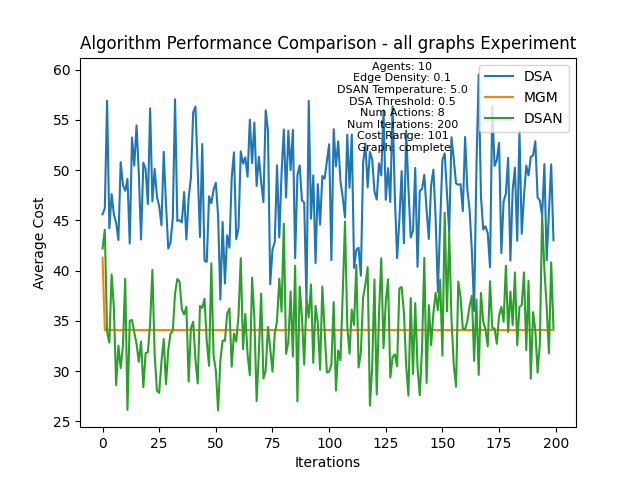 Algorithm Performance Comparison - all graphs Experiment
Agents: 10
Edge Density: 0.1
DSAN Temperature: 5.0
DSA Threshold: 0.5
Num Actions: 8
Num Iterations: 200
Cost Range: 101
Graph: complete
DSA
MGM
DSAN
Average Cost
60
55
50
45
40
35
30
25
0
25
50
75
100
125
150
175
200
Iterations